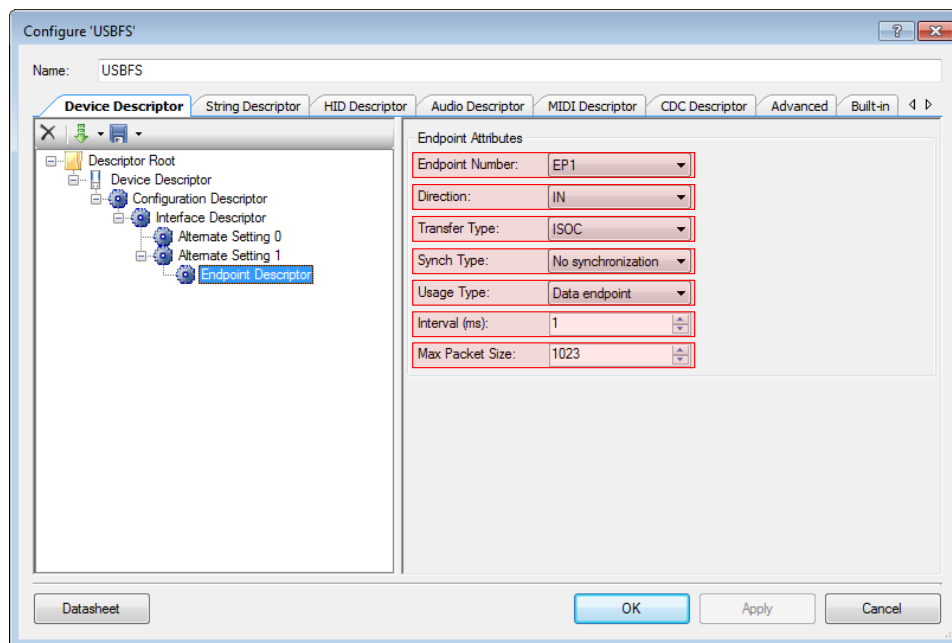 Configure 'USBFS'
Name: USBFS
Device Descriptor String Descriptor HID Descriptor Audio Descriptor MIDI Descriptor CDC Descriptor Advanced Built-in
Descriptor Root
Device Descriptor
Configuration Descriptor
Interface Descriptor
Alternate Setting 0
Alternate Setting 1
Endpoint Descriptor
Endpoint Attributes
Endpoint Number: EP1
Direction: IN
Transfer Type: ISOC
Synch Type: No synchronization
Usage Type: Data endpoint
Interval (ms): 1
Max Packet Size: 1023
Datasheet OK Apply Cancel